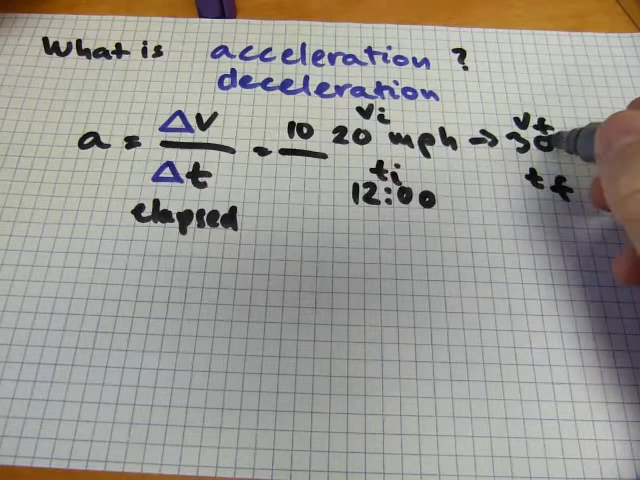 What is acceleration ?
deceleration
vi vf
a = Δv = 10 20 mph → 30
Δt ti tf
elapsed 12:00